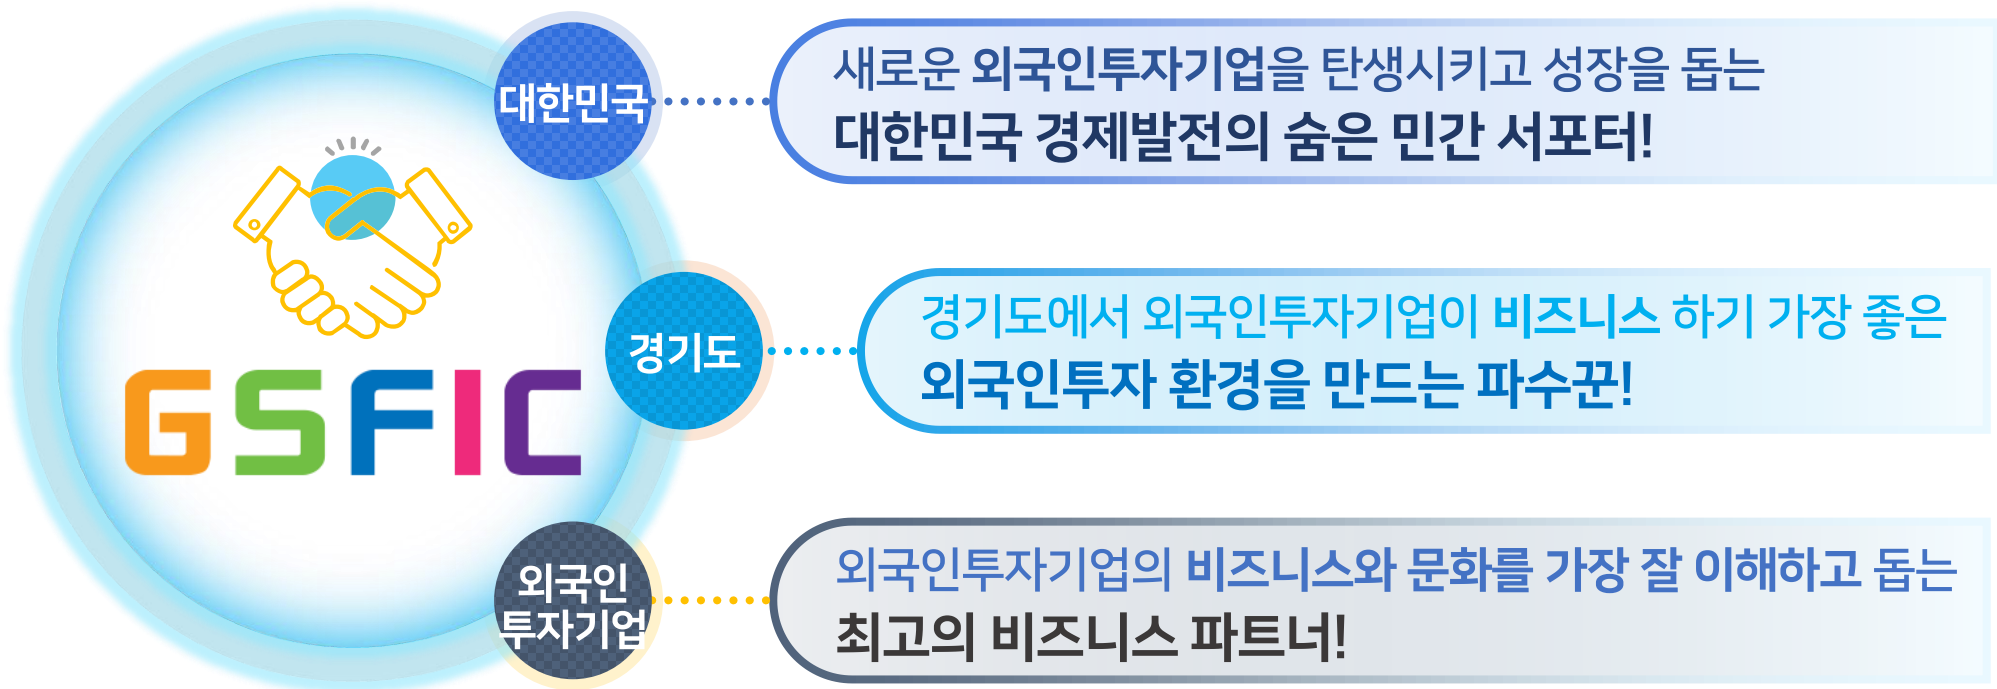 GSFIC
대한민국
새로운 외국인투자기업을 탄생시키고 성장을 돕는
대한민국 경제발전의 숨은 민간 서포터!
경기도
경기도에서 외국인투자기업이 비즈니스 하기 가장 좋은
외국인투자 환경을 만드는 파수꾼!
외국인
투자기업
외국인투자기업의 비즈니스와 문화를 가장 잘 이해하고 돕는
최고의 비즈니스 파트너!